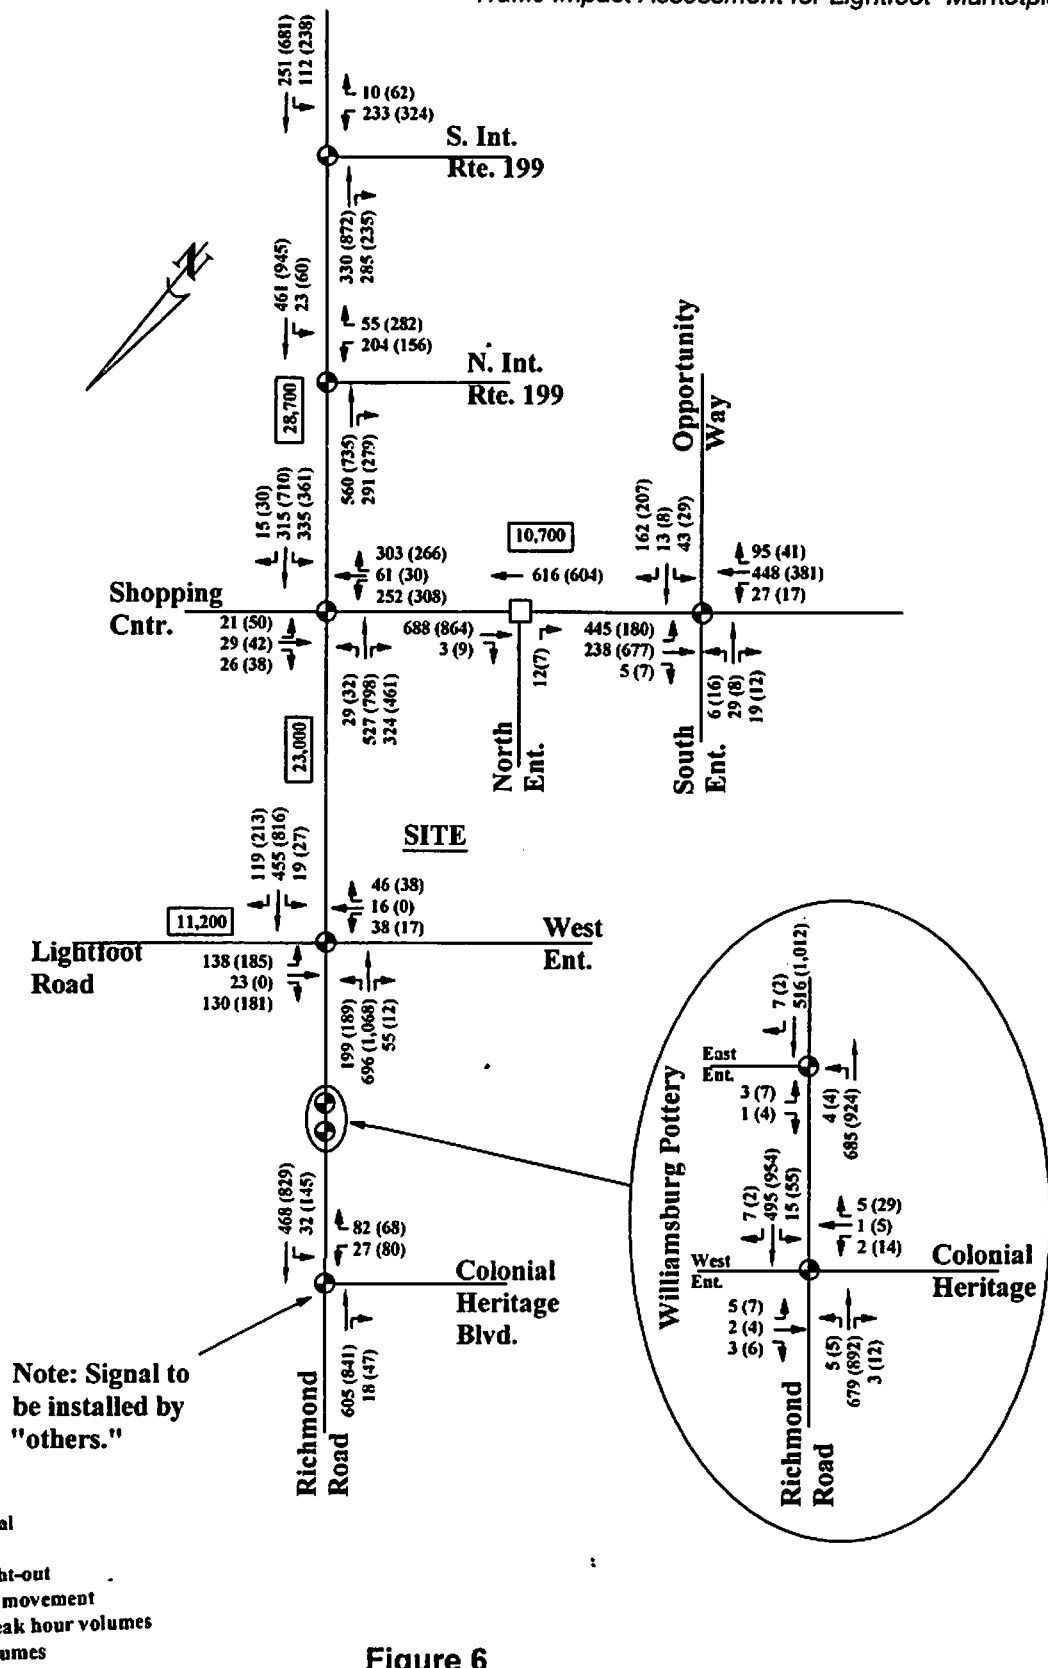 Traffic Impact Assessment for Lightfoot Marketpl
251 (681)
112 (238)
10 (62)
233 (324)
S. Int.
Rte. 199
330 (872)
285 (235)
N
461 (945)
23 (60)
55 (282)
204 (156)
N. Int.
Rte. 199
28,700
560 (735)
291 (279)
Opportunity
Way
15 (30)
315 (710)
335 (361)
303 (266)
61 (30)
252 (308)
10,700
616 (604)
162 (207)
13 (8)
43 (29)
95 (41)
448 (381)
27 (17)
Shopping
Cntr.
21 (50)
29 (42)
26 (38)
29 (32)
527 (798)
324 (461)
688 (864)
3 (9)
12(7)
445 (180)
238 (677)
5 (7)
6 (16)
29 (8)
19 (12)
North
Ent.
South
Ent.
23,000
SITE
119 (213)
455 (816)
19 (27)
46 (38)
16 (0)
38 (17)
11,200
Lightfoot
Road
West
Ent.
138 (185)
23 (0)
130 (181)
199 (189)
696 (1,068)
55 (12)
468 (829)
32 (145)
82 (68)
27 (80)
Colonial
Heritage
Blvd.
605 (841)
18 (47)
Richmond
Road
Note: Signal to
be installed by
"others."
Williamsburg Pottery
7 (2)
516 (1,012)
East
Ent.
3 (7)
1 (4)
4 (4)
685 (924)
7 (2)
495 (954)
15 (55)
5 (29)
1 (5)
2 (14)
West
Ent.
Colonial
Heritage
5 (7)
2 (4)
3 (6)
5 (5)
679 (892)
3 (12)
Richmond
Road
al
ht-out
movement
eak hour volumes
umes
Figure 6